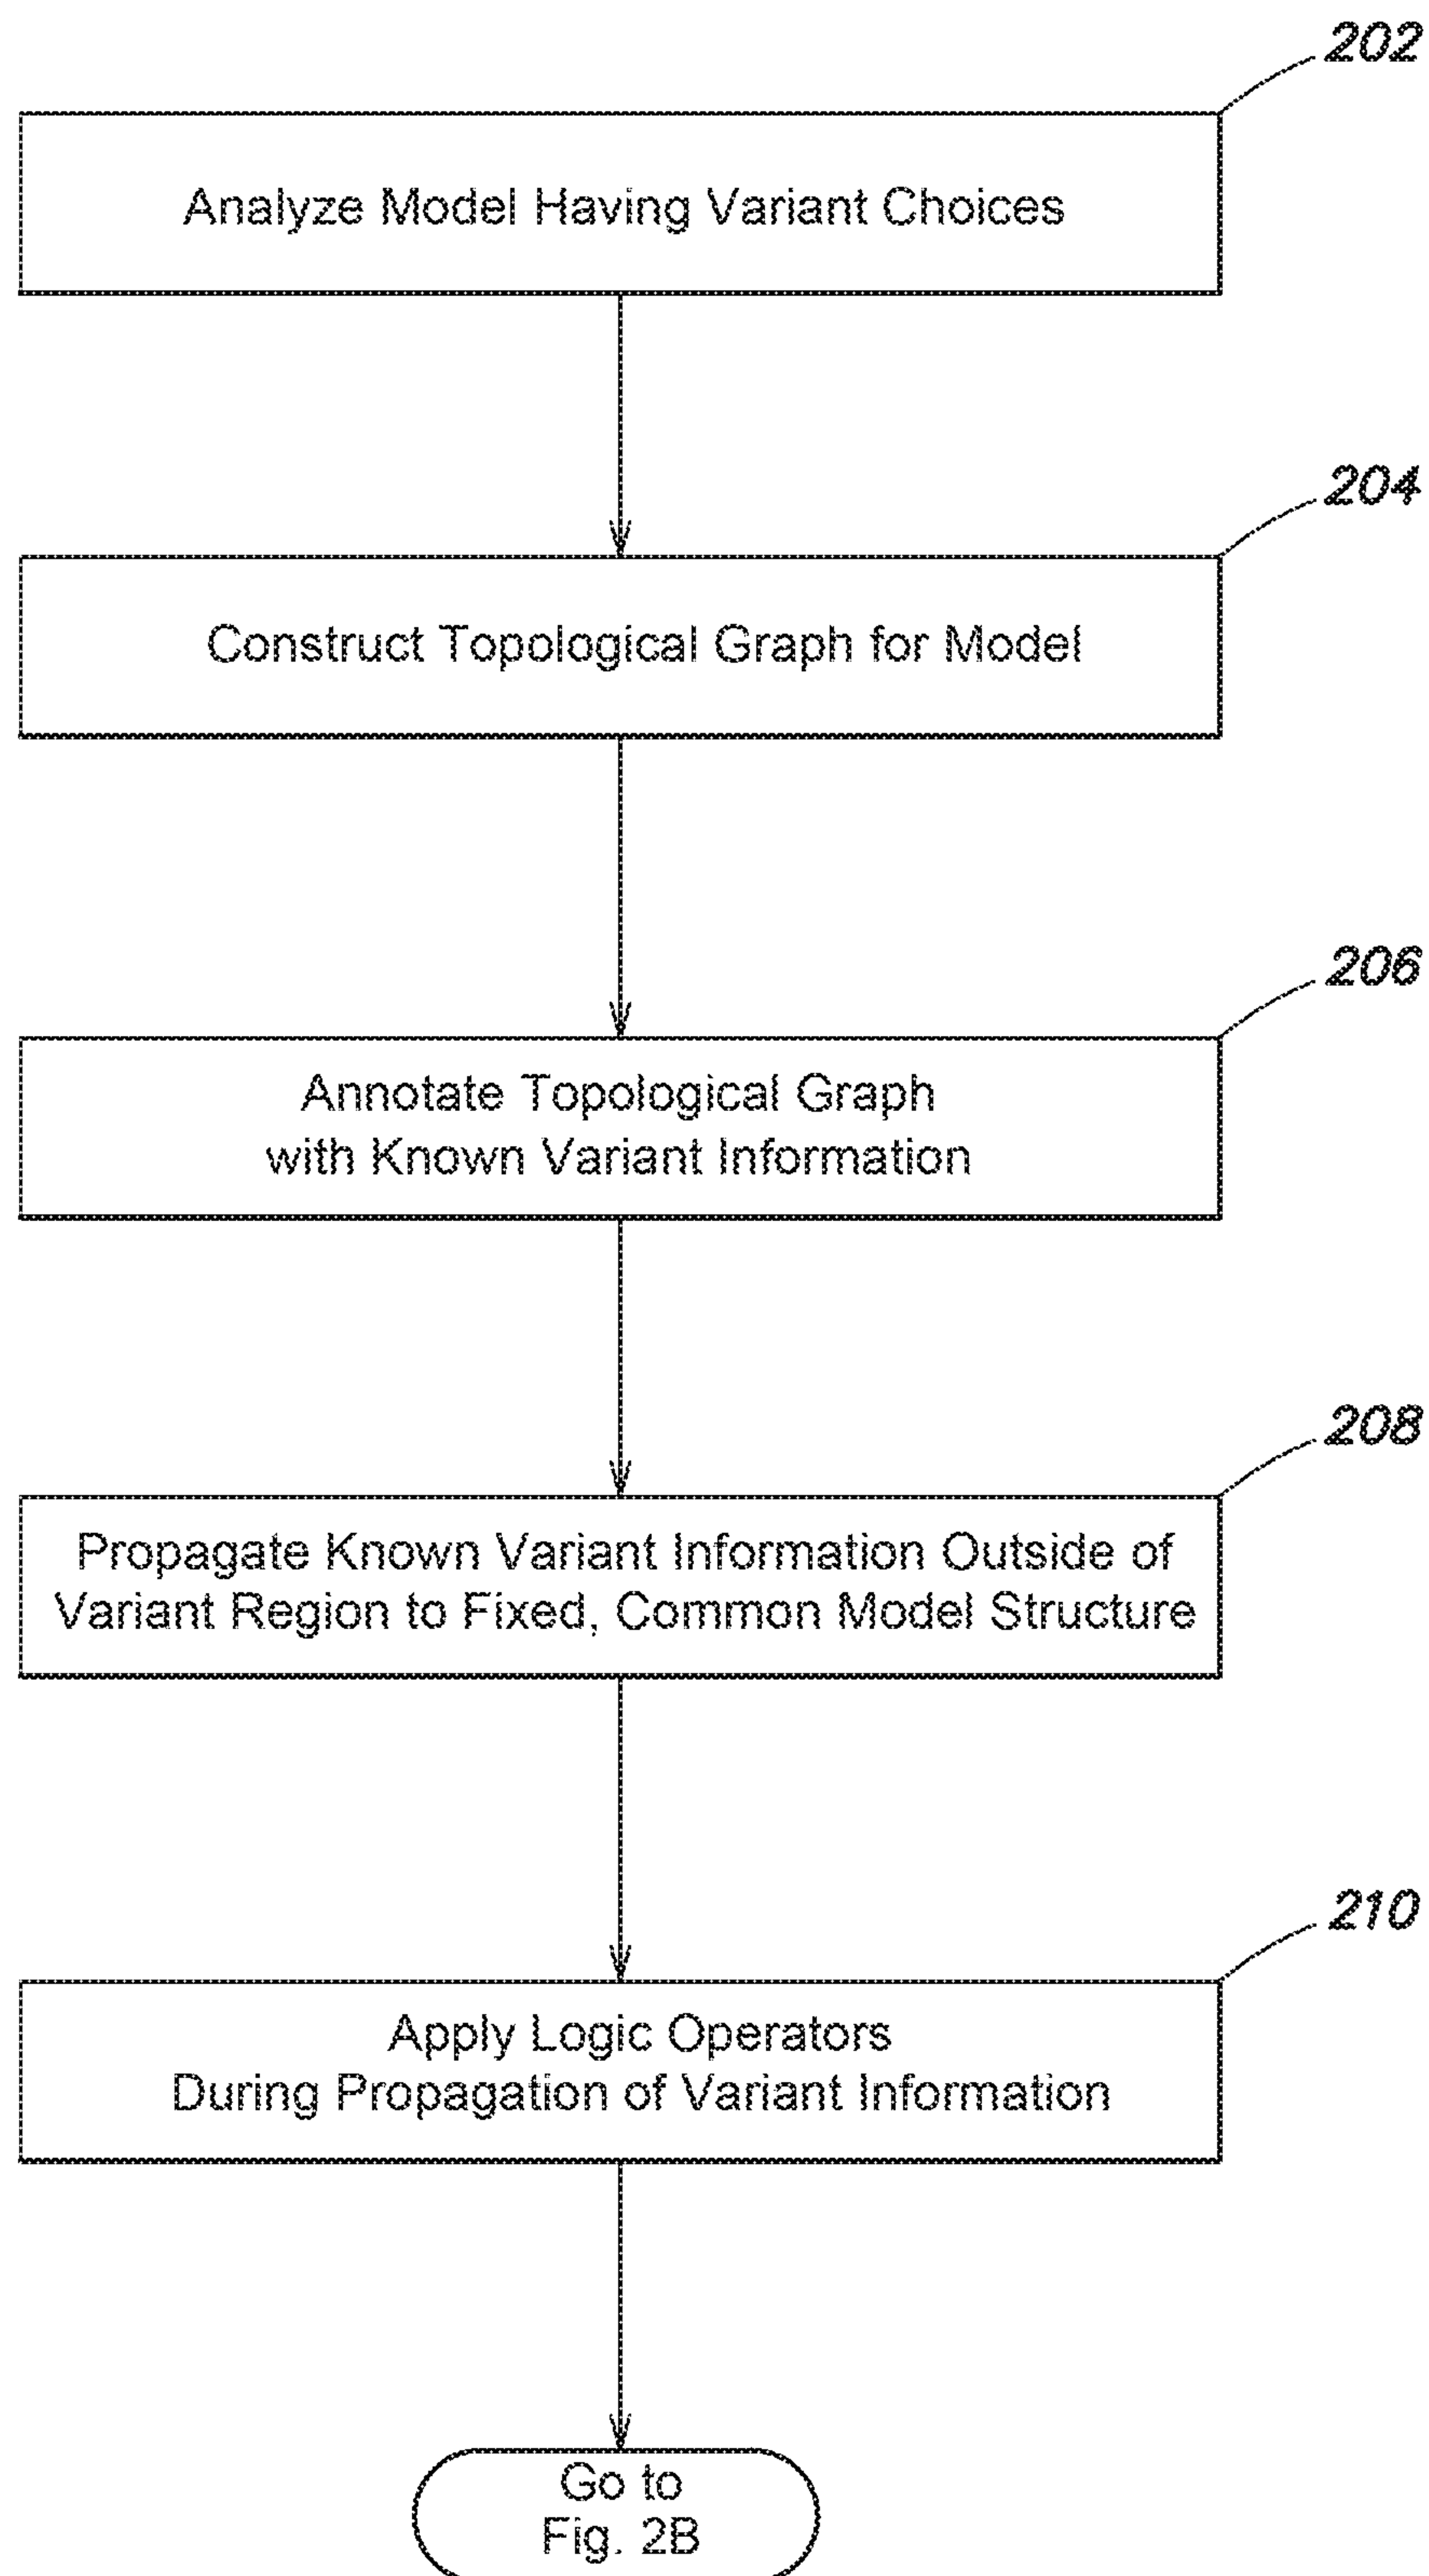 202
Analyze Model Having Variant Choices
204
Construct Topological Graph for Model
206
Annotate Topological Graph
with Known Variant Information
208
Propagate Known Variant Information Outside of
Variant Region to Fixed, Common Model Structure
210
Apply Logic Operators
During Propagation of Variant Information
Go to
Fig. 2B